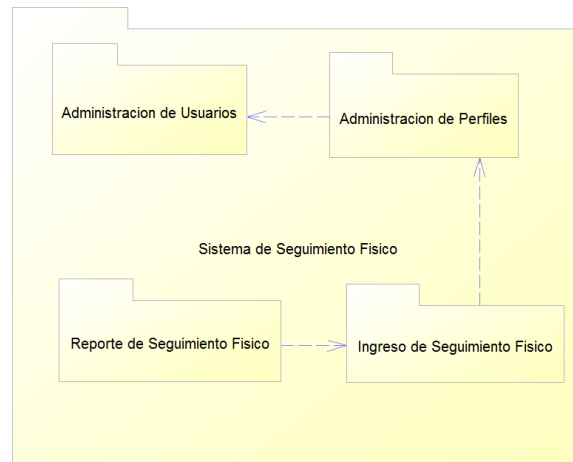 Administracion de Usuarios
Administracion de Perfiles
Sistema de Seguimiento Fisico
Reporte de Seguimiento Fisico
Ingreso de Seguimiento Fisico